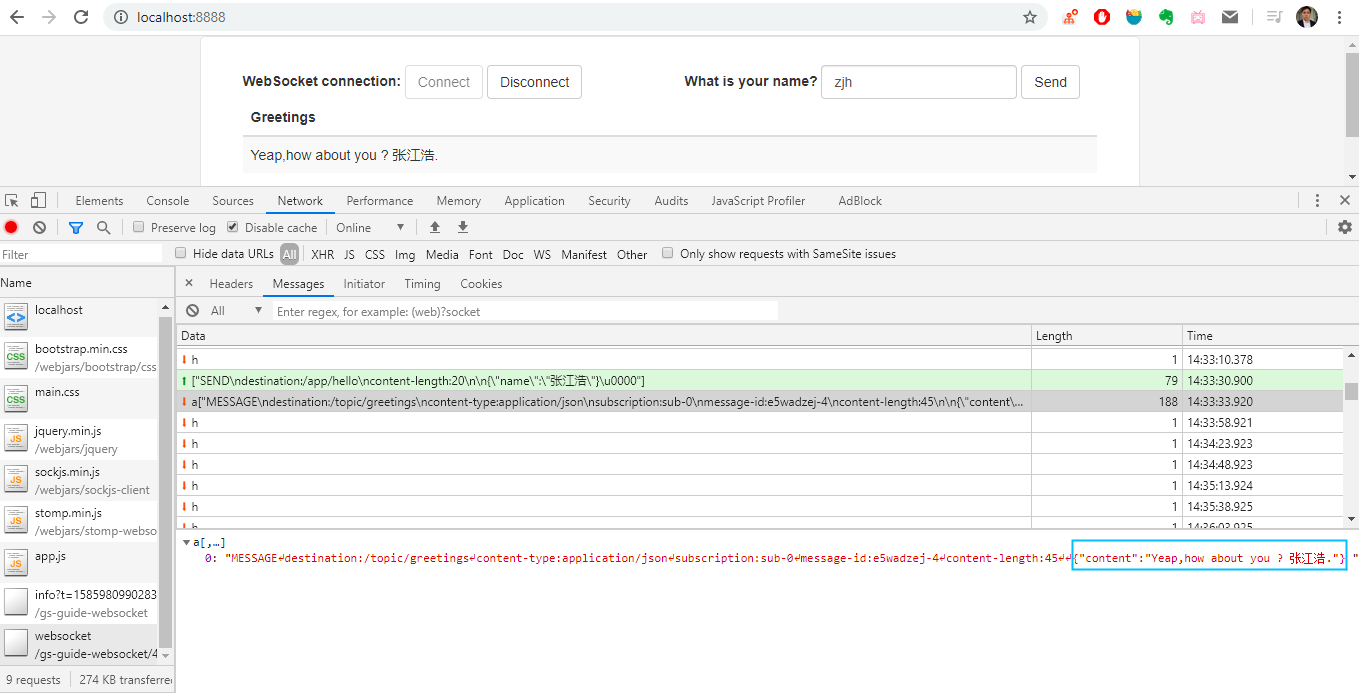 localhost:8888
WebSocket connection: Connect Disconnect What is your name? zjh Send
Greetings
Yeap,how about you ? 张江浩.
Elements Console Sources Network Performance Memory Application Security Audits JavaScript Profiler AdBlock
Preserve log Disable cache Online
Filter Hide data URLs All XHR JS CSS Img Media Font Doc WS Manifest Other Only show requests with SameSite issues
Name
localhost
bootstrap.min.css
/webjars/bootstrap/css
main.css
jquery.min.js
/webjars/jquery
sockjs.min.js
/webjars/sockjs-client
stomp.min.js
/webjars/stomp-webso
app.js
info?t=1585980990283
/gs-guide-websocket
websocket
/gs-guide-websocket/4
9 requests 274 KB transferre
Headers Messages Initiator Timing Cookies
All Enter regex, for example: (web)?socket
Data Length Time
h 1 14:33:10.378
["SEND\ndestination:/app/hello\ncontent-length:20\n\n{\"name\":\"张江浩\"}\u0000"] 79 14:33:30.900
a["MESSAGE\ndestination:/topic/greetings\ncontent-type:application/json\nsubscription:sub-0\nmessage-id:e5wadzej-4\ncontent-length:45\n\n{\"content\... 188 14:33:33.920
h 1 14:33:58.921
h 1 14:34:23.923
h 1 14:34:48.923
h 1 14:35:13.924
h 1 14:35:38.925
h 1 14:36:03.925
a[,…]
0: "MESSAGE↵destination:/topic/greetings↵content-type:application/json↵subscription:sub-0↵message-id:e5wadzej-4↵content-length:45↵↵{"content":"Yeap,how about you ? 张江浩."} "